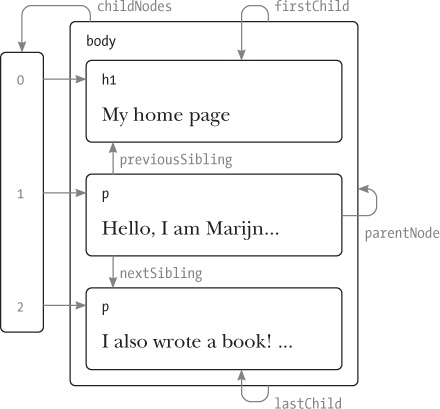 childNodes
firstChild
body
0
h1
My home page
previousSibling
1
p
Hello, I am Marijn...
parentNode
nextSibling
2
p
I also wrote a book! ...
lastChild